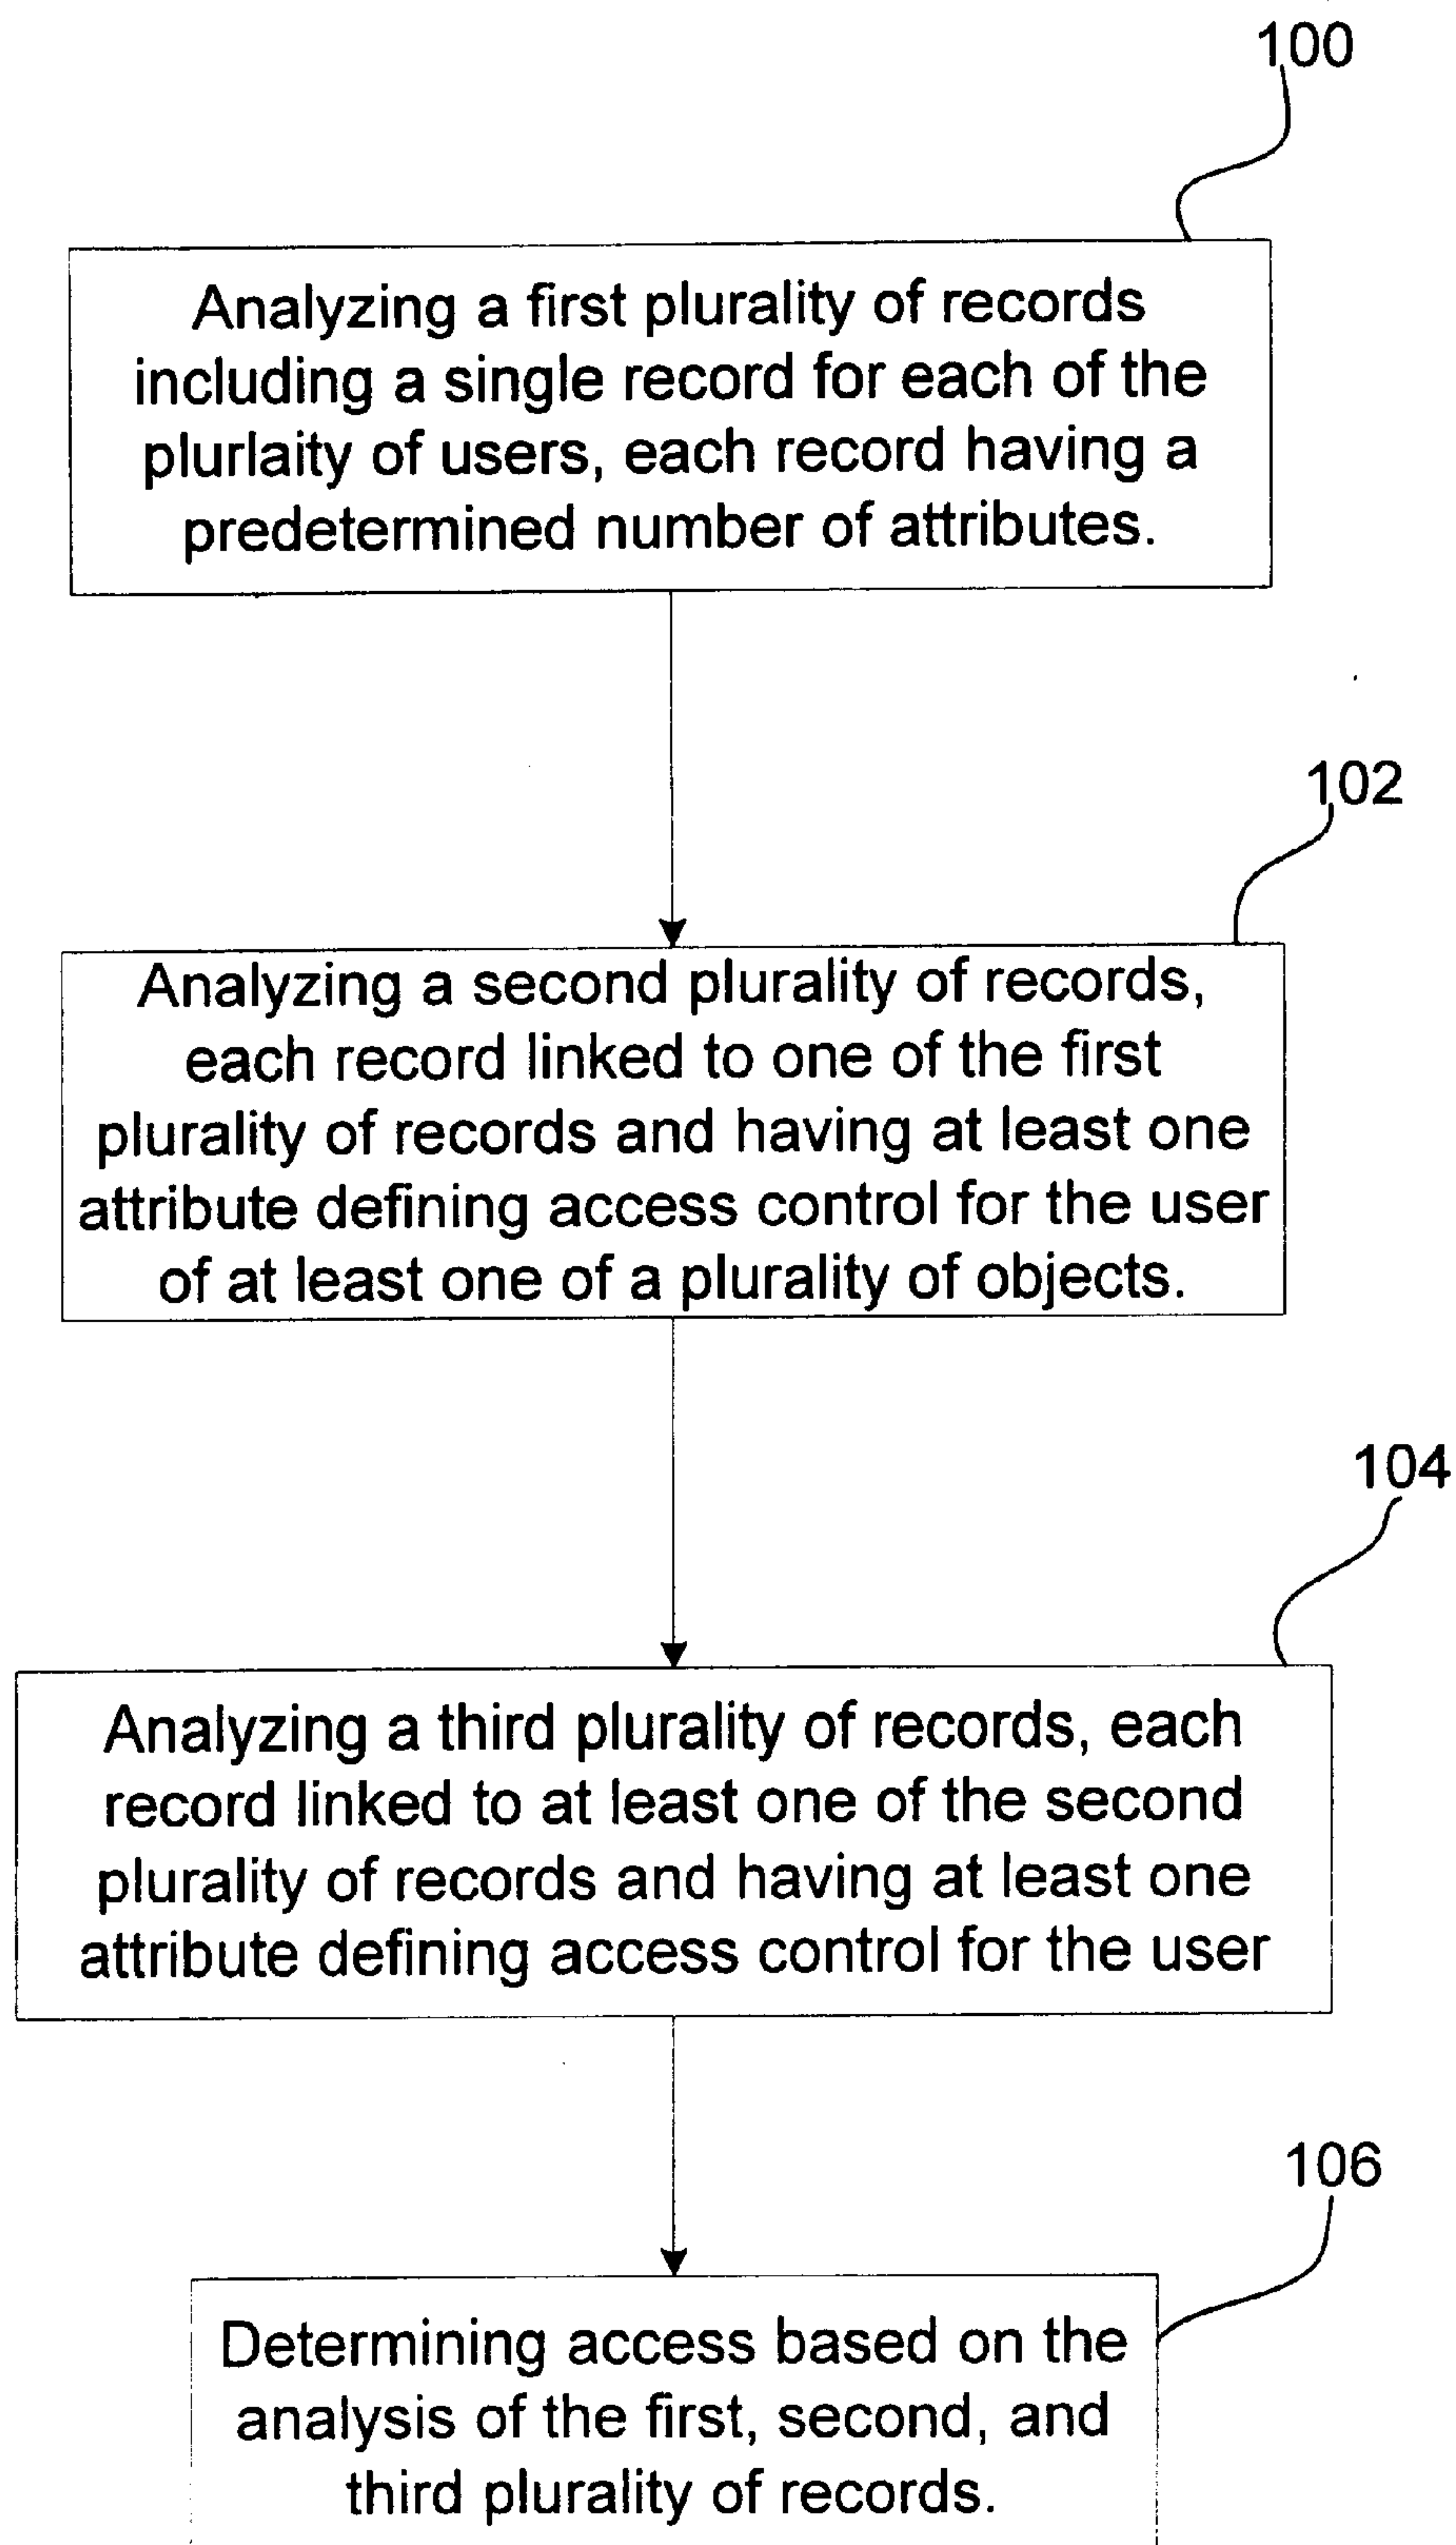 100
Analyzing a first plurality of records
including a single record for each of the
plurlaity of users, each record having a
predetermined number of attributes.
102
Analyzing a second plurality of records,
each record linked to one of the first
plurality of records and having at least one
attribute defining access control for the user
of at least one of a plurality of objects.
104
Analyzing a third plurality of records, each
record linked to at least one of the second
plurality of records and having at least one
attribute defining access control for the user
106
Determining access based on the
analysis of the first, second, and
third plurality of records.